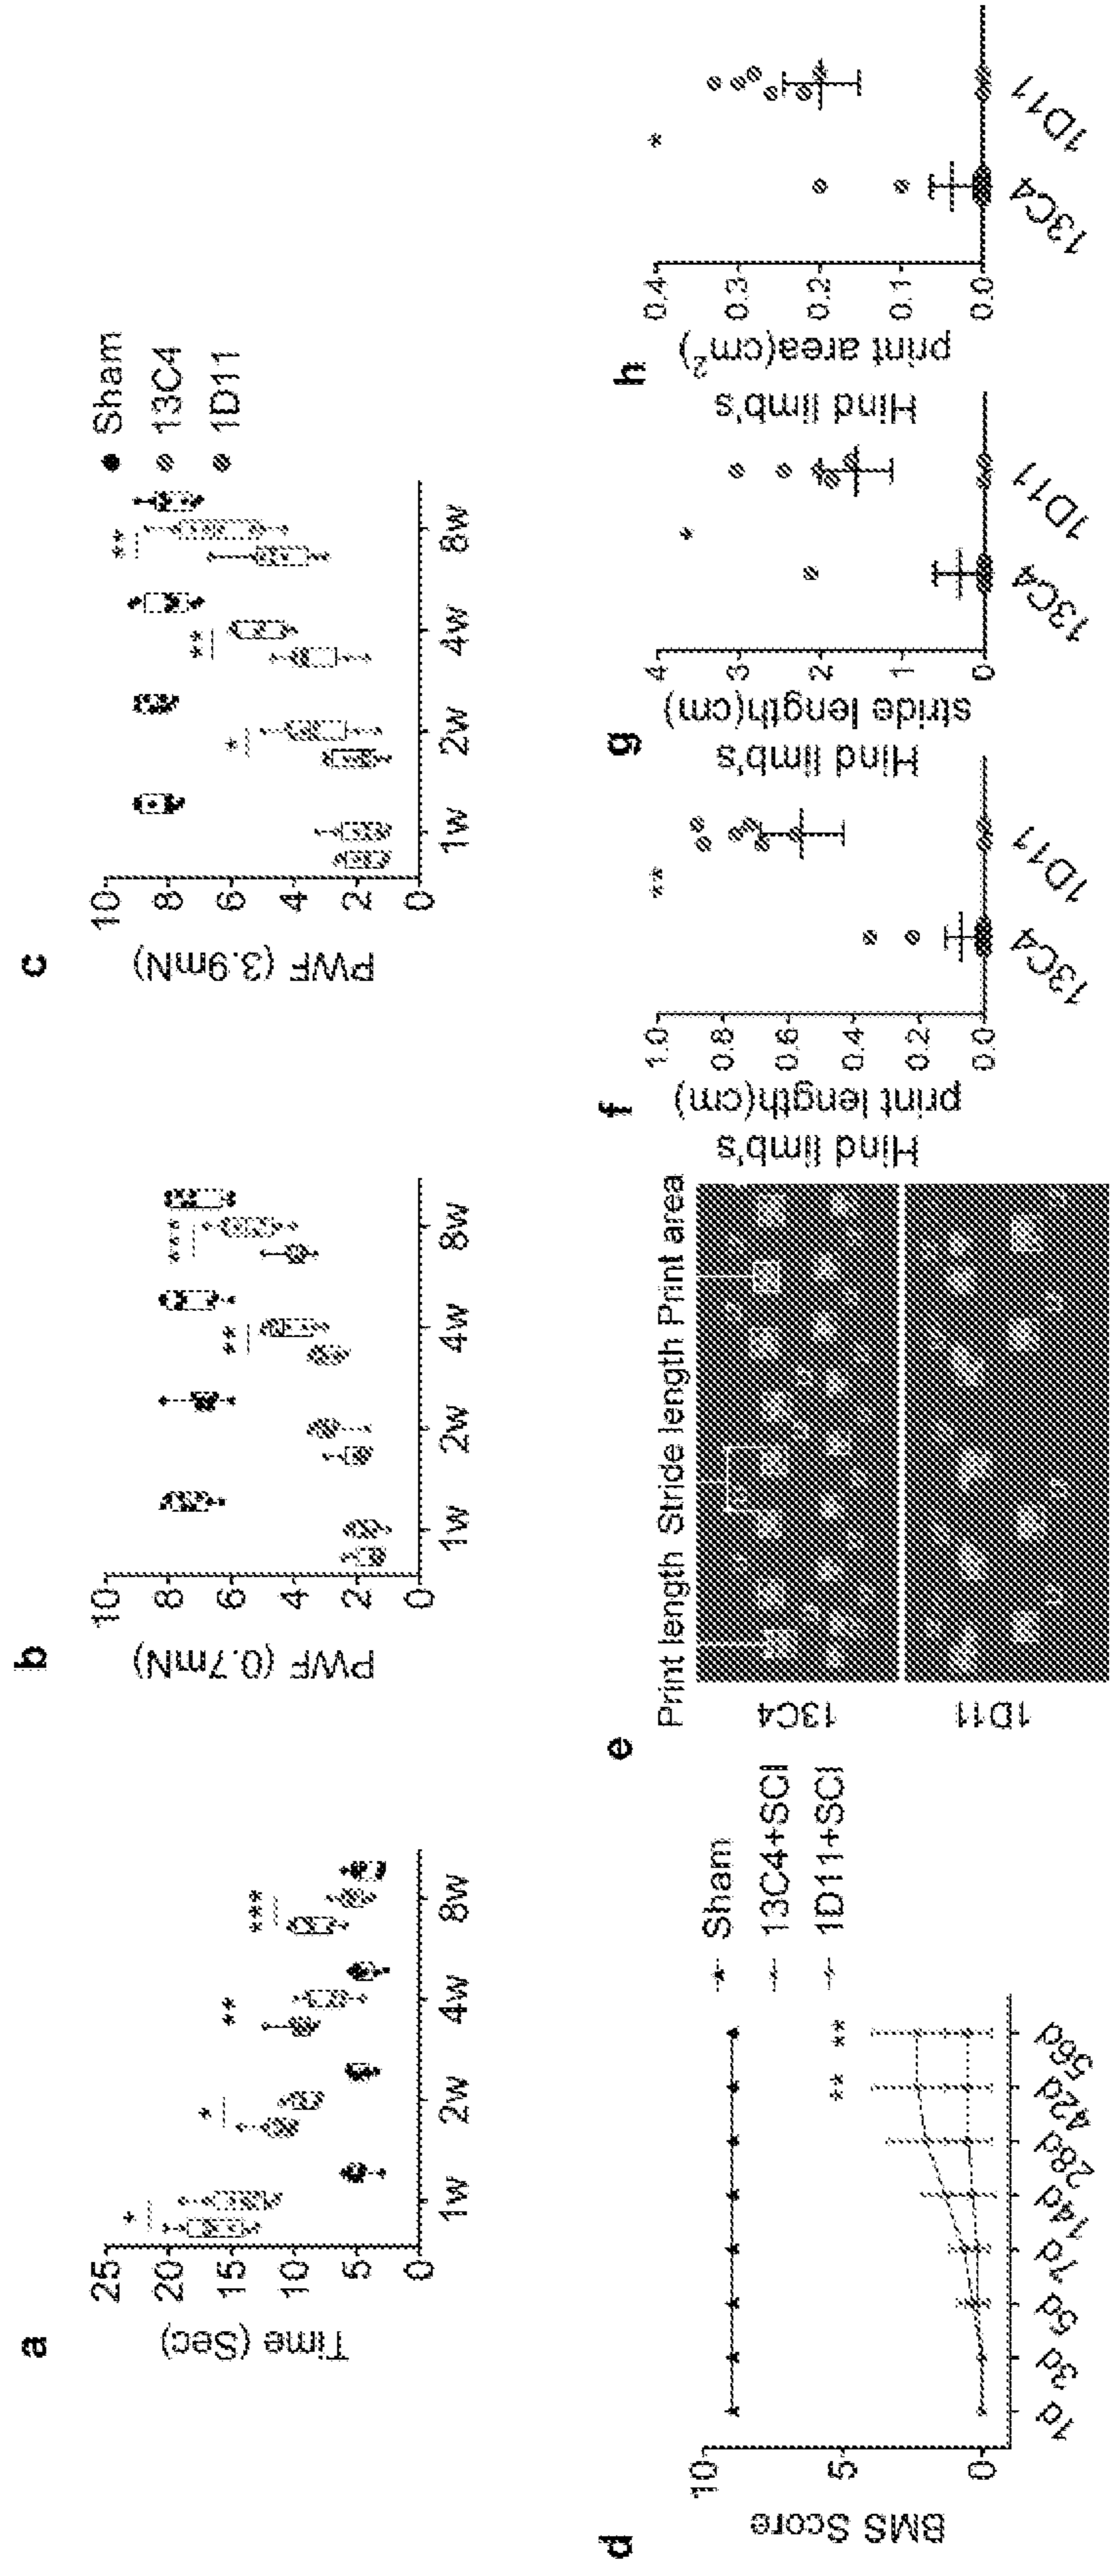 a
Time (Sec)
25
20
15
10
5
0
*
*
**
***
1w 2w 4w 8w
b
PWF (0.7mN)
10
8
6
4
2
0
**
***
1w 2w 4w 8w
c
PWF (3.9mN)
10
8
6
4
2
0
*
**
**
1w 2w 4w 8w
Sham
13C4
1D11
d
BMS Score
10
5
0
** **
1d 3d 5d 7d 14d 28d 42d 56d
Sham
13C4+SCI
1D11+SCI
e
Print length Stride length Print area
13C4
1D11
f
Hind limb's
print length(cm)
1.0
0.8
0.6
0.4
0.2
0.0
**
13C4 1D11
g
Hind limb's
stride length(cm)
4
3
2
1
0
*
13C4 1D11
h
Hind limb's
print area(cm²)
0.4
0.3
0.2
0.1
0.0
*
13C4 1D11